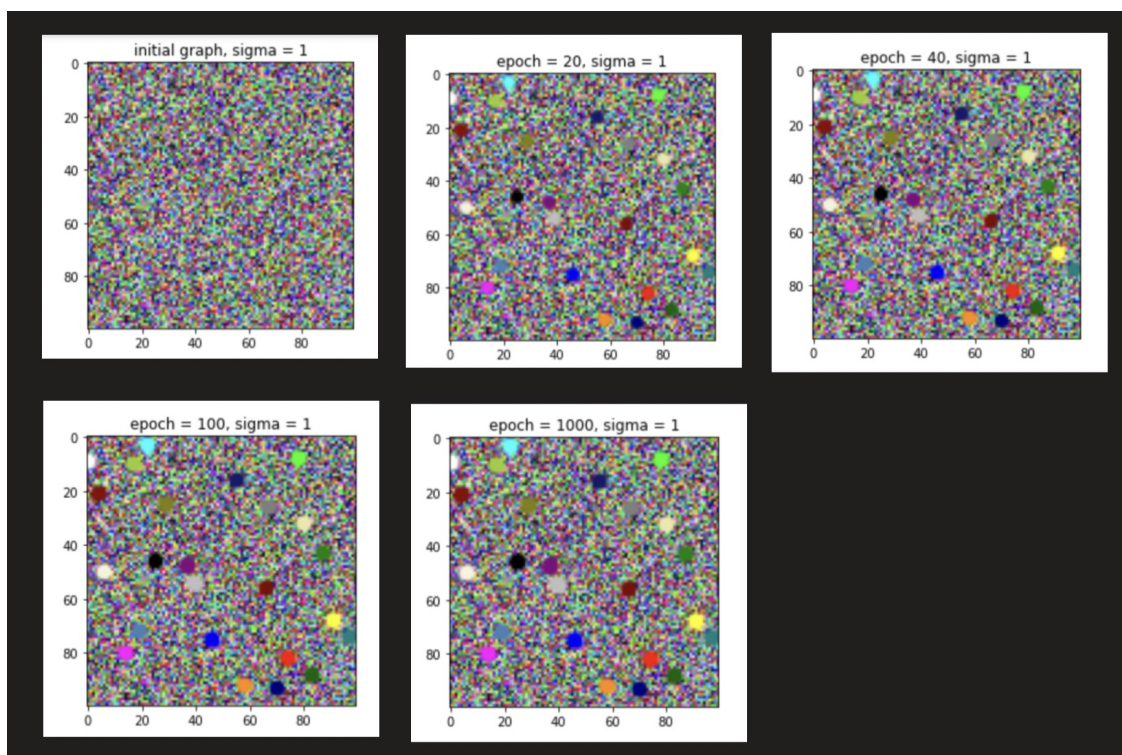 initial graph, sigma = 1
0
20
40
60
80
0 20 40 60 80
epoch = 20, sigma = 1
0
20
40
60
80
0 20 40 60 80
epoch = 40, sigma = 1
0
20
40
60
80
0 20 40 60 80
epoch = 100, sigma = 1
0
20
40
60
80
0 20 40 60 80
epoch = 1000, sigma = 1
0
20
40
60
80
0 20 40 60 80